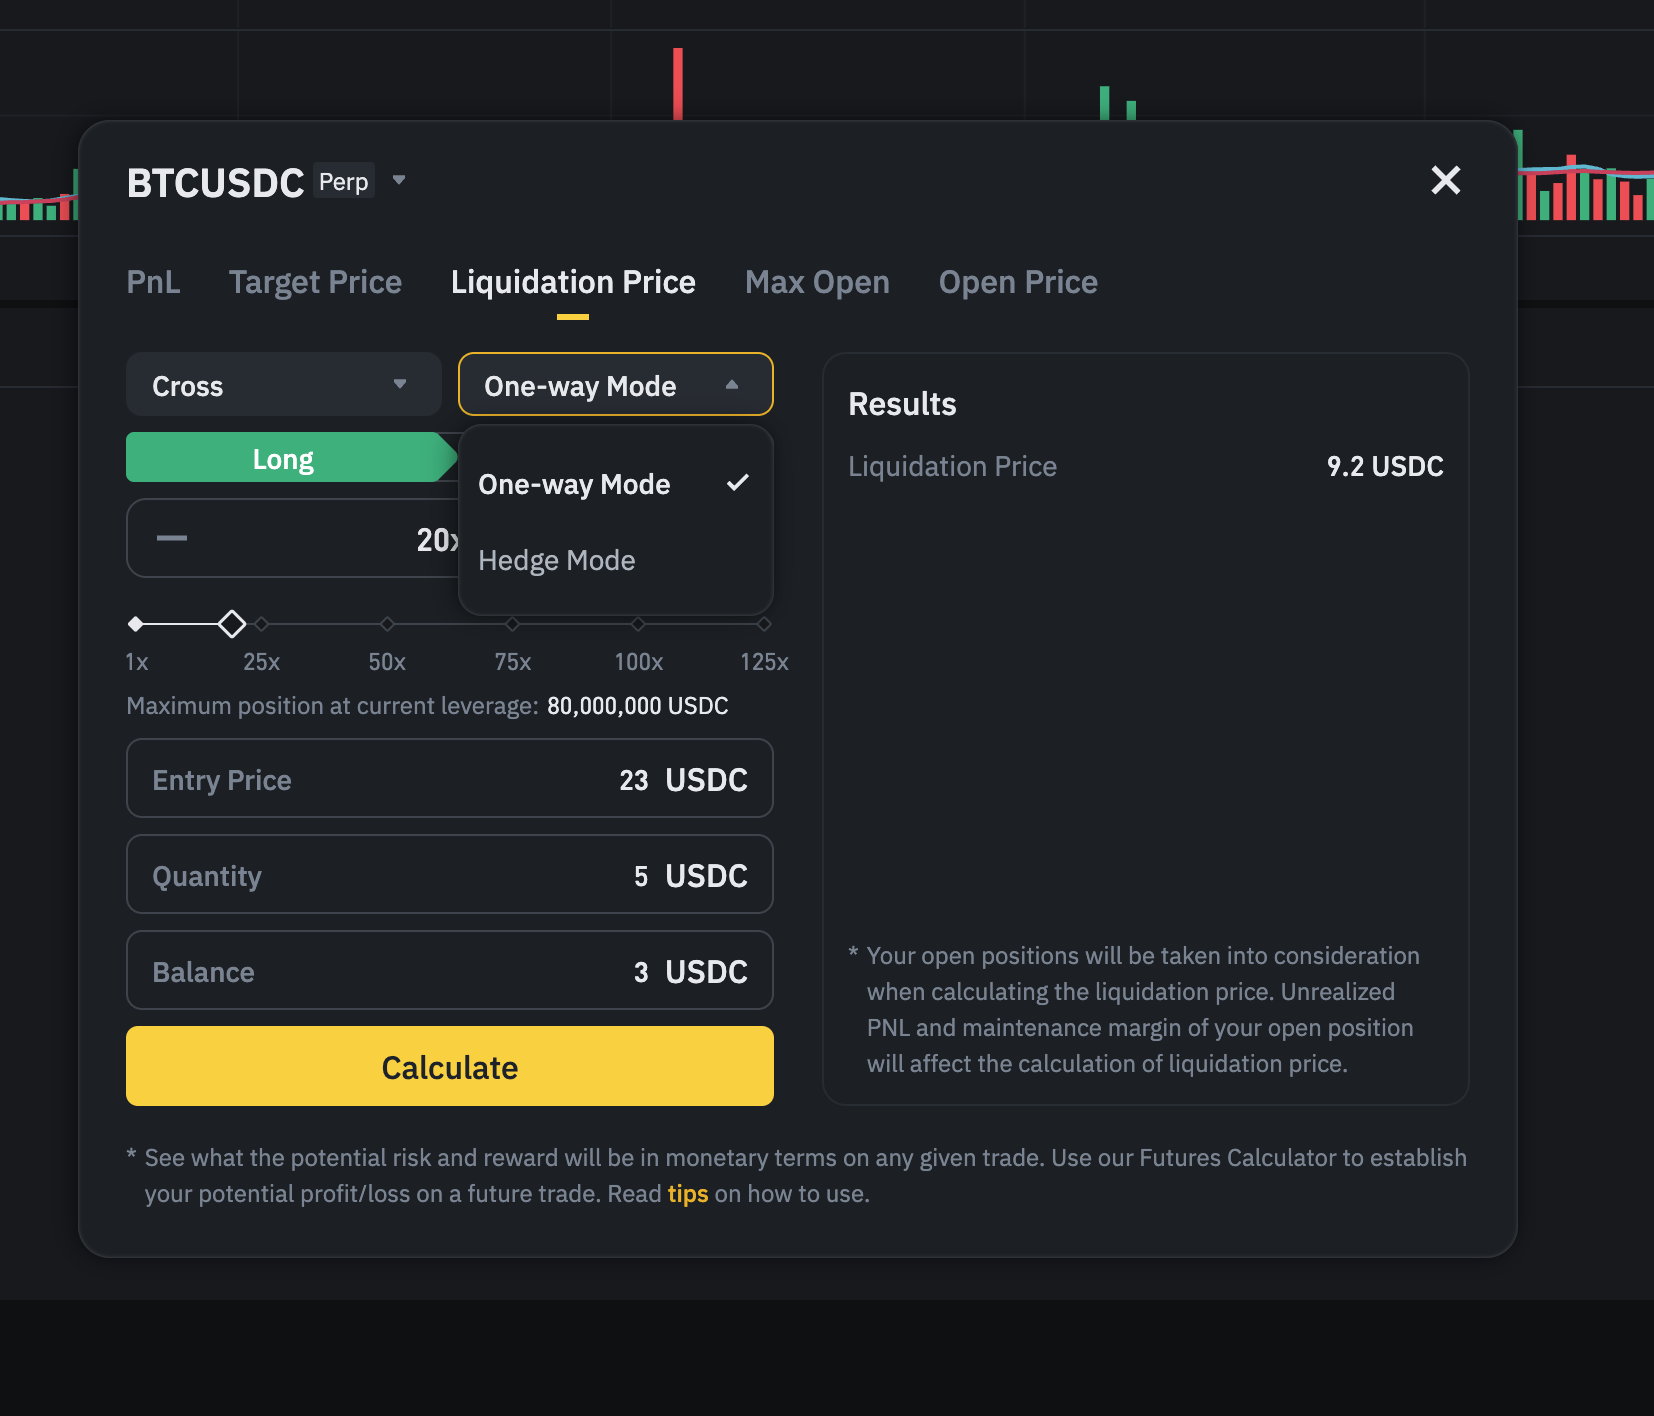 BTCUSDC Perp
PnL Target Price Liquidation Price Max Open Open Price
Cross One-way Mode
Long
One-way Mode
Hedge Mode
20x
1x 25x 50x 75x 100x 125x
Maximum position at current leverage: 80,000,000 USDC
Entry Price 23 USDC
Quantity 5 USDC
Balance 3 USDC
Calculate
Results
Liquidation Price 9.2 USDC
* Your open positions will be taken into consideration
when calculating the liquidation price. Unrealized
PNL and maintenance margin of your open position
will affect the calculation of liquidation price.
* See what the potential risk and reward will be in monetary terms on any given trade. Use our Futures Calculator to establish
your potential profit/loss on a future trade. Read tips on how to use.